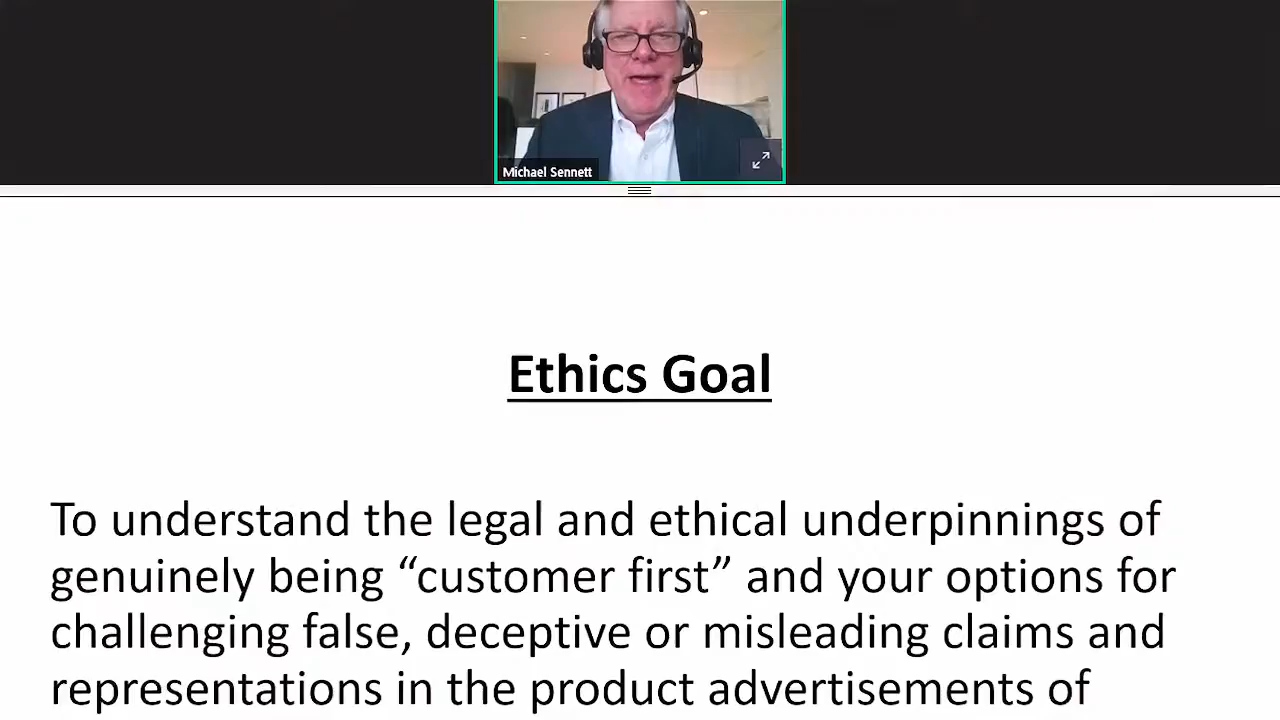 Michael Sennett
Ethics Goal
To understand the legal and ethical underpinnings of
genuinely being “customer first” and your options for
challenging false, deceptive or misleading claims and
representations in the product advertisements of